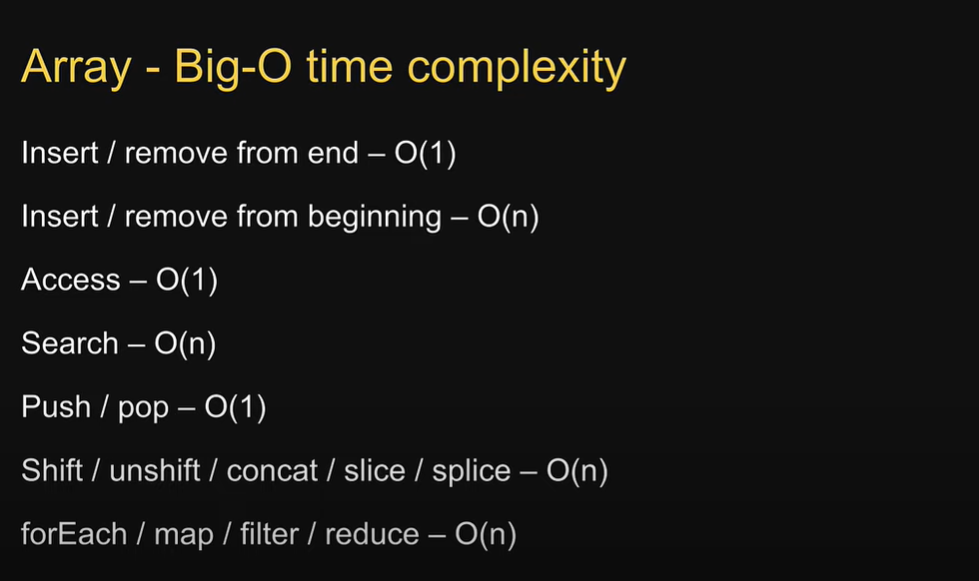 Array - Big-O time complexity
Insert / remove from end – O(1)
Insert / remove from beginning – O(n)
Access – O(1)
Search – O(n)
Push / pop – O(1)
Shift / unshift / concat / slice / splice – O(n)
forEach / map / filter / reduce – O(n)